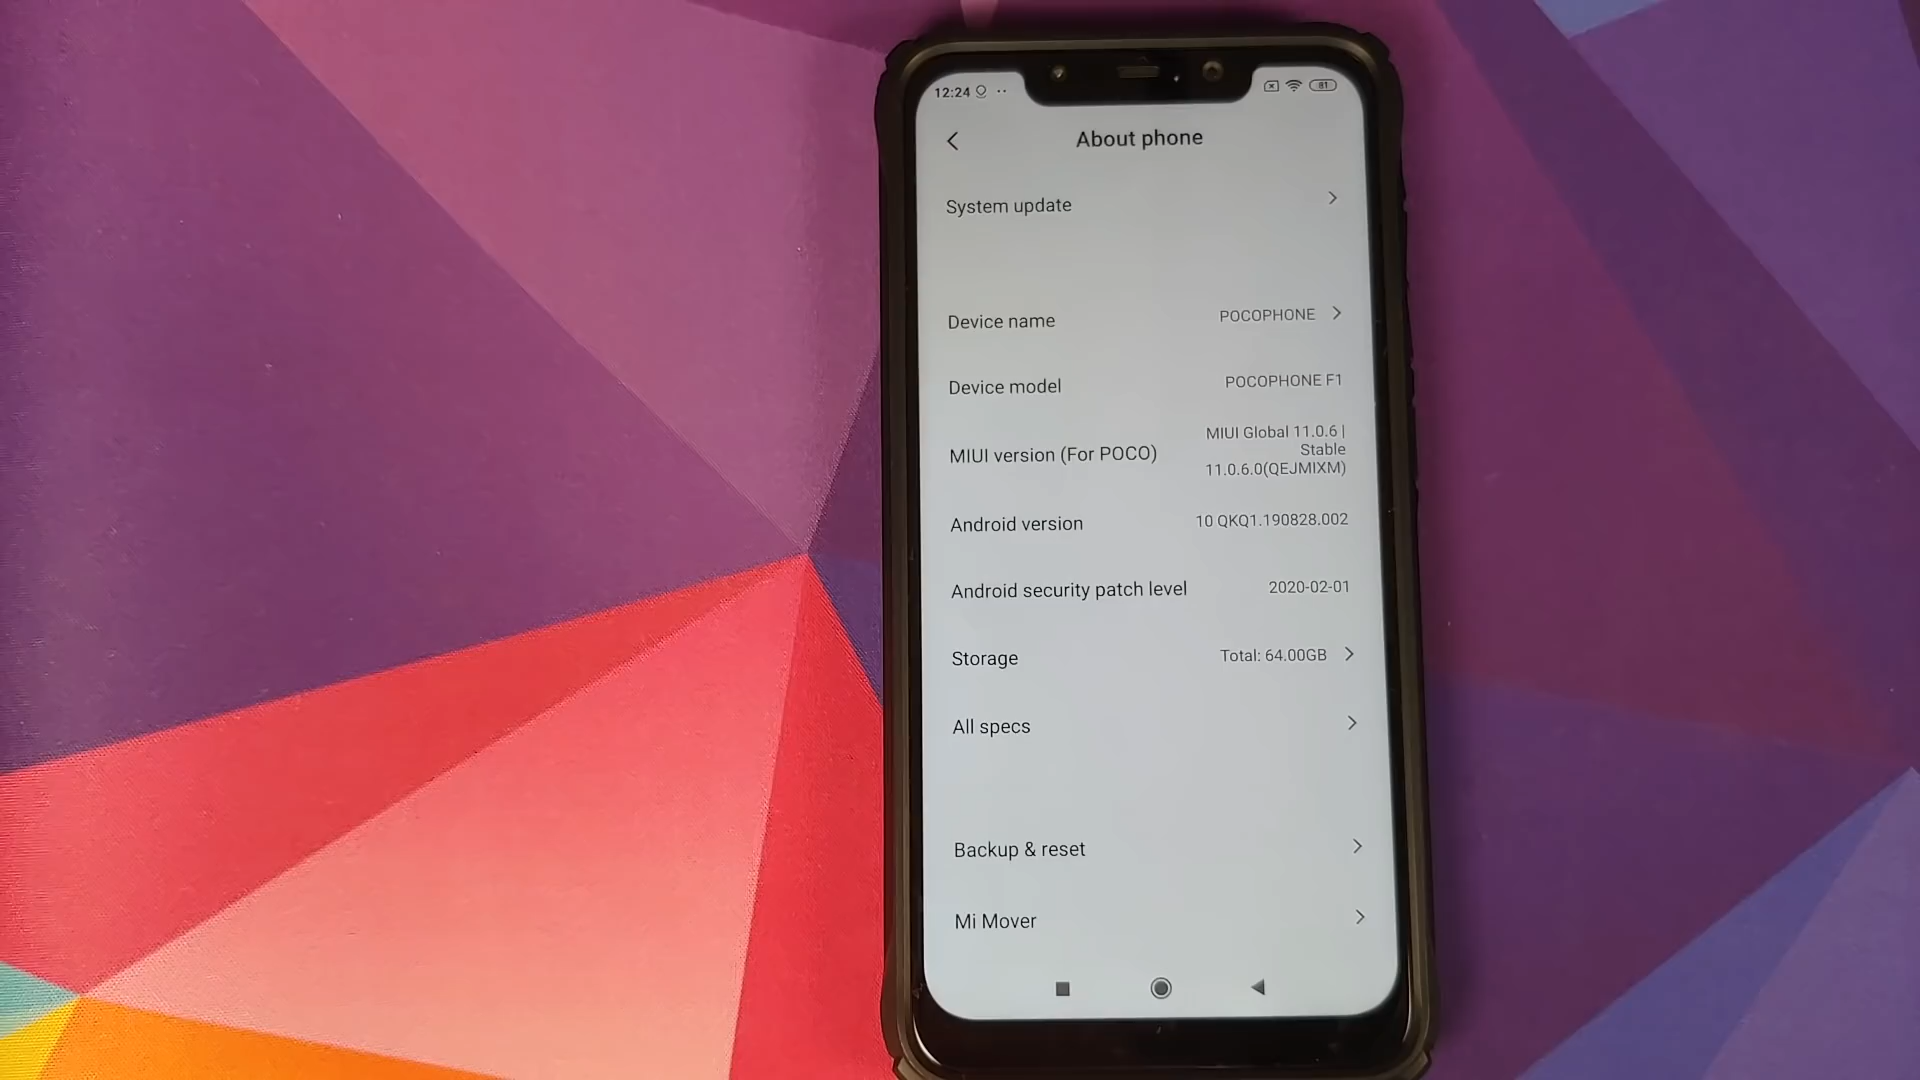 12:24
81
About phone
System update
Device name
POCOPHONE
Device model
POCOPHONE F1
MIUI version (For POCO)
MIUI Global 11.0.6 |
Stable
11.0.6.0(QEJMIXM)
Android version
10 QKQ1.190828.002
Android security patch level
2020-02-01
Storage
Total: 64.00GB
All specs
Backup & reset
Mi Mover